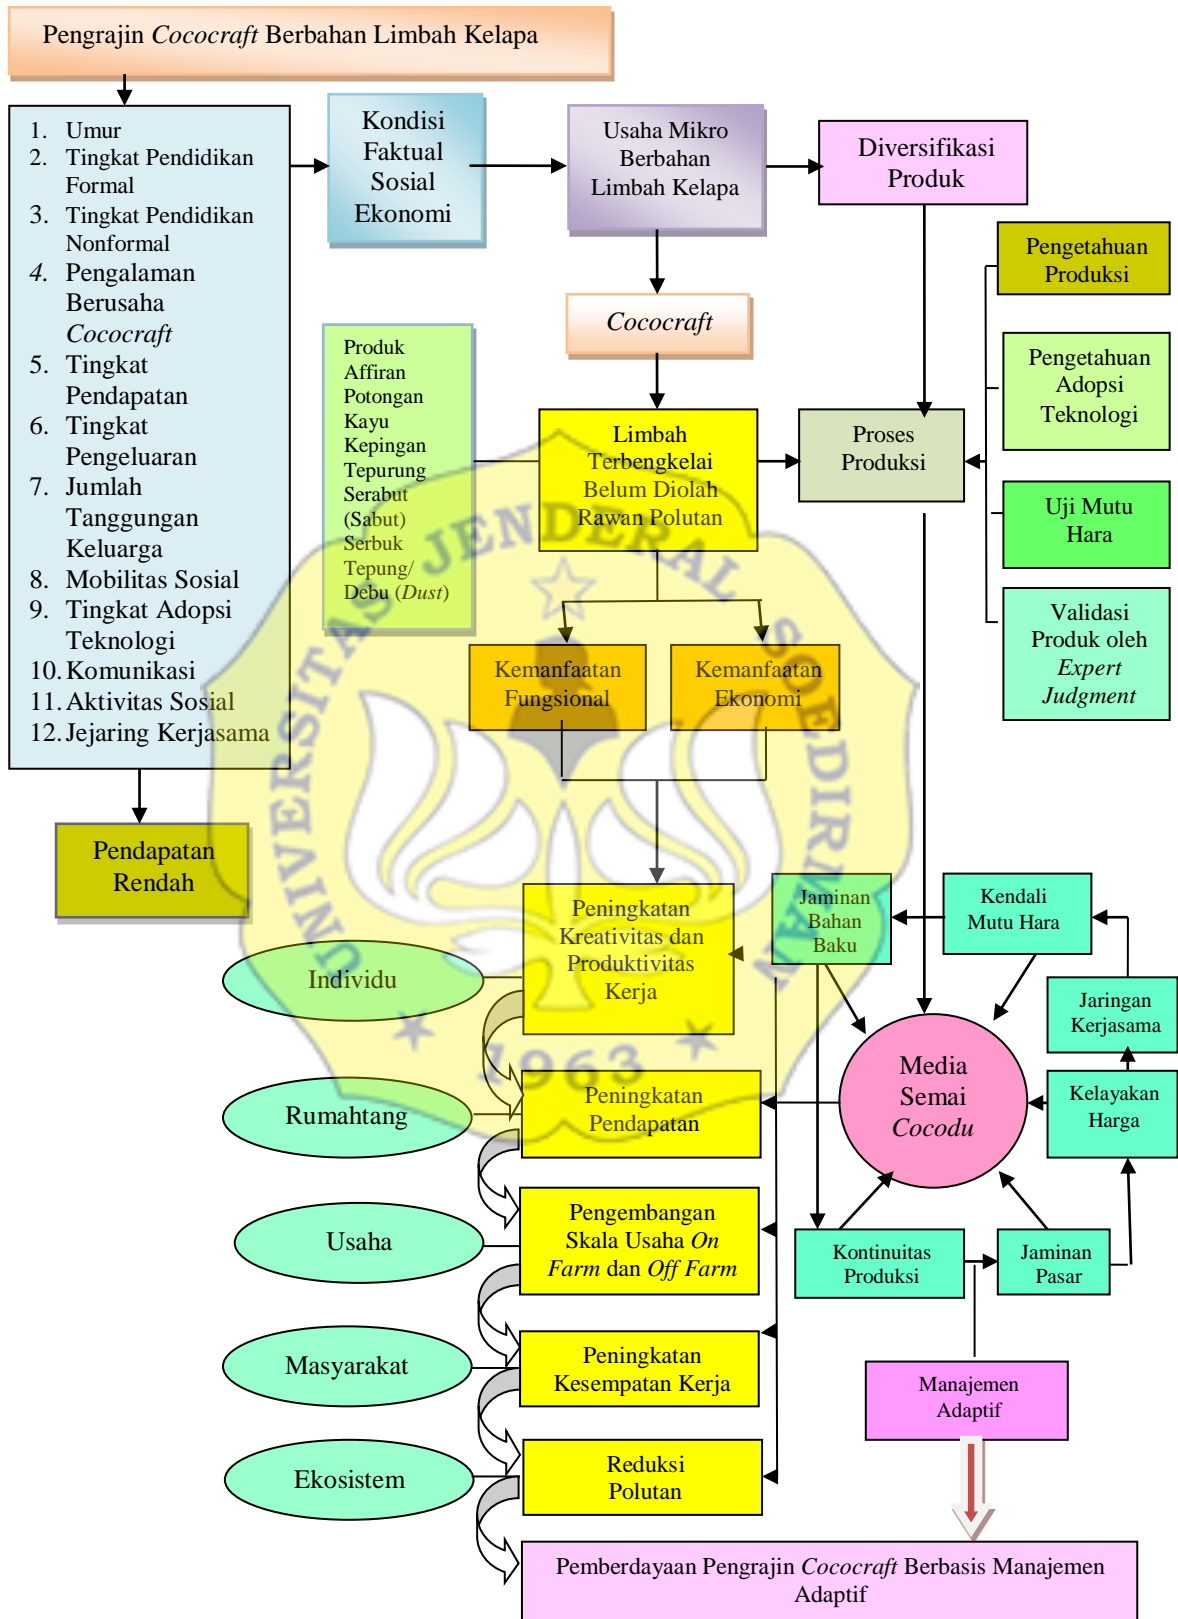 Pengrajin Cococraft Berbahan Limbah Kelapa
1. Umur
2. Tingkat Pendidikan
Formal
3. Tingkat Pendidikan
Nonformal
4. Pengalaman
Berusaha
Cococraft
5. Tingkat
Pendapatan
6. Tingkat
Pengeluaran
7. Jumlah
Tanggungan
Keluarga
8. Mobilitas Sosial
9. Tingkat Adopsi
Teknologi
10. Komunikasi
11. Aktivitas Sosial
12. Jejaring Kerjasama
Pendapatan
Rendah
Kondisi
Faktual
Sosial
Ekonomi
Usaha Mikro
Berbahan
Limbah Kelapa
Diversifikasi
Produk
Cococraft
Produk
Affiran
Potongan
Kayu
Kepingan
Tepurung
Serabut
(Sabut)
Serbuk
Tepung/
Debu (Dust)
Limbah
Terbengkelai
Belum Diolah
Rawan Polutan
Proses
Produksi
Pengetahuan
Produksi
Pengetahuan
Adopsi
Teknologi
Uji Mutu
Hara
Validasi
Produk oleh
Expert
Judgment
Kemanfaatan
Fungsional
Kemanfaatan
Ekonomi
Peningkatan
Kreativitas dan
Produktivitas
Kerja
Jaminan
Bahan
Baku
Kendali
Mutu Hara
Jaringan
Kerjasama
Kelayakan
Harga
Media
Semai
Cocodu
Kontinuitas
Produksi
Jaminan
Pasar
Individu
Rumahtang
Peningkatan
Pendapatan
Usaha
Pengembangan
Skala Usaha On
Farm dan Off Farm
Masyarakat
Peningkatan
Kesempatan Kerja
Manajemen
Adaptif
Ekosistem
Reduksi
Polutan
Pemberdayaan Pengrajin Cococraft Berbasis Manajemen
Adaptif
UNIVERSITAS JENDERAL SOEDIRMAN
1963